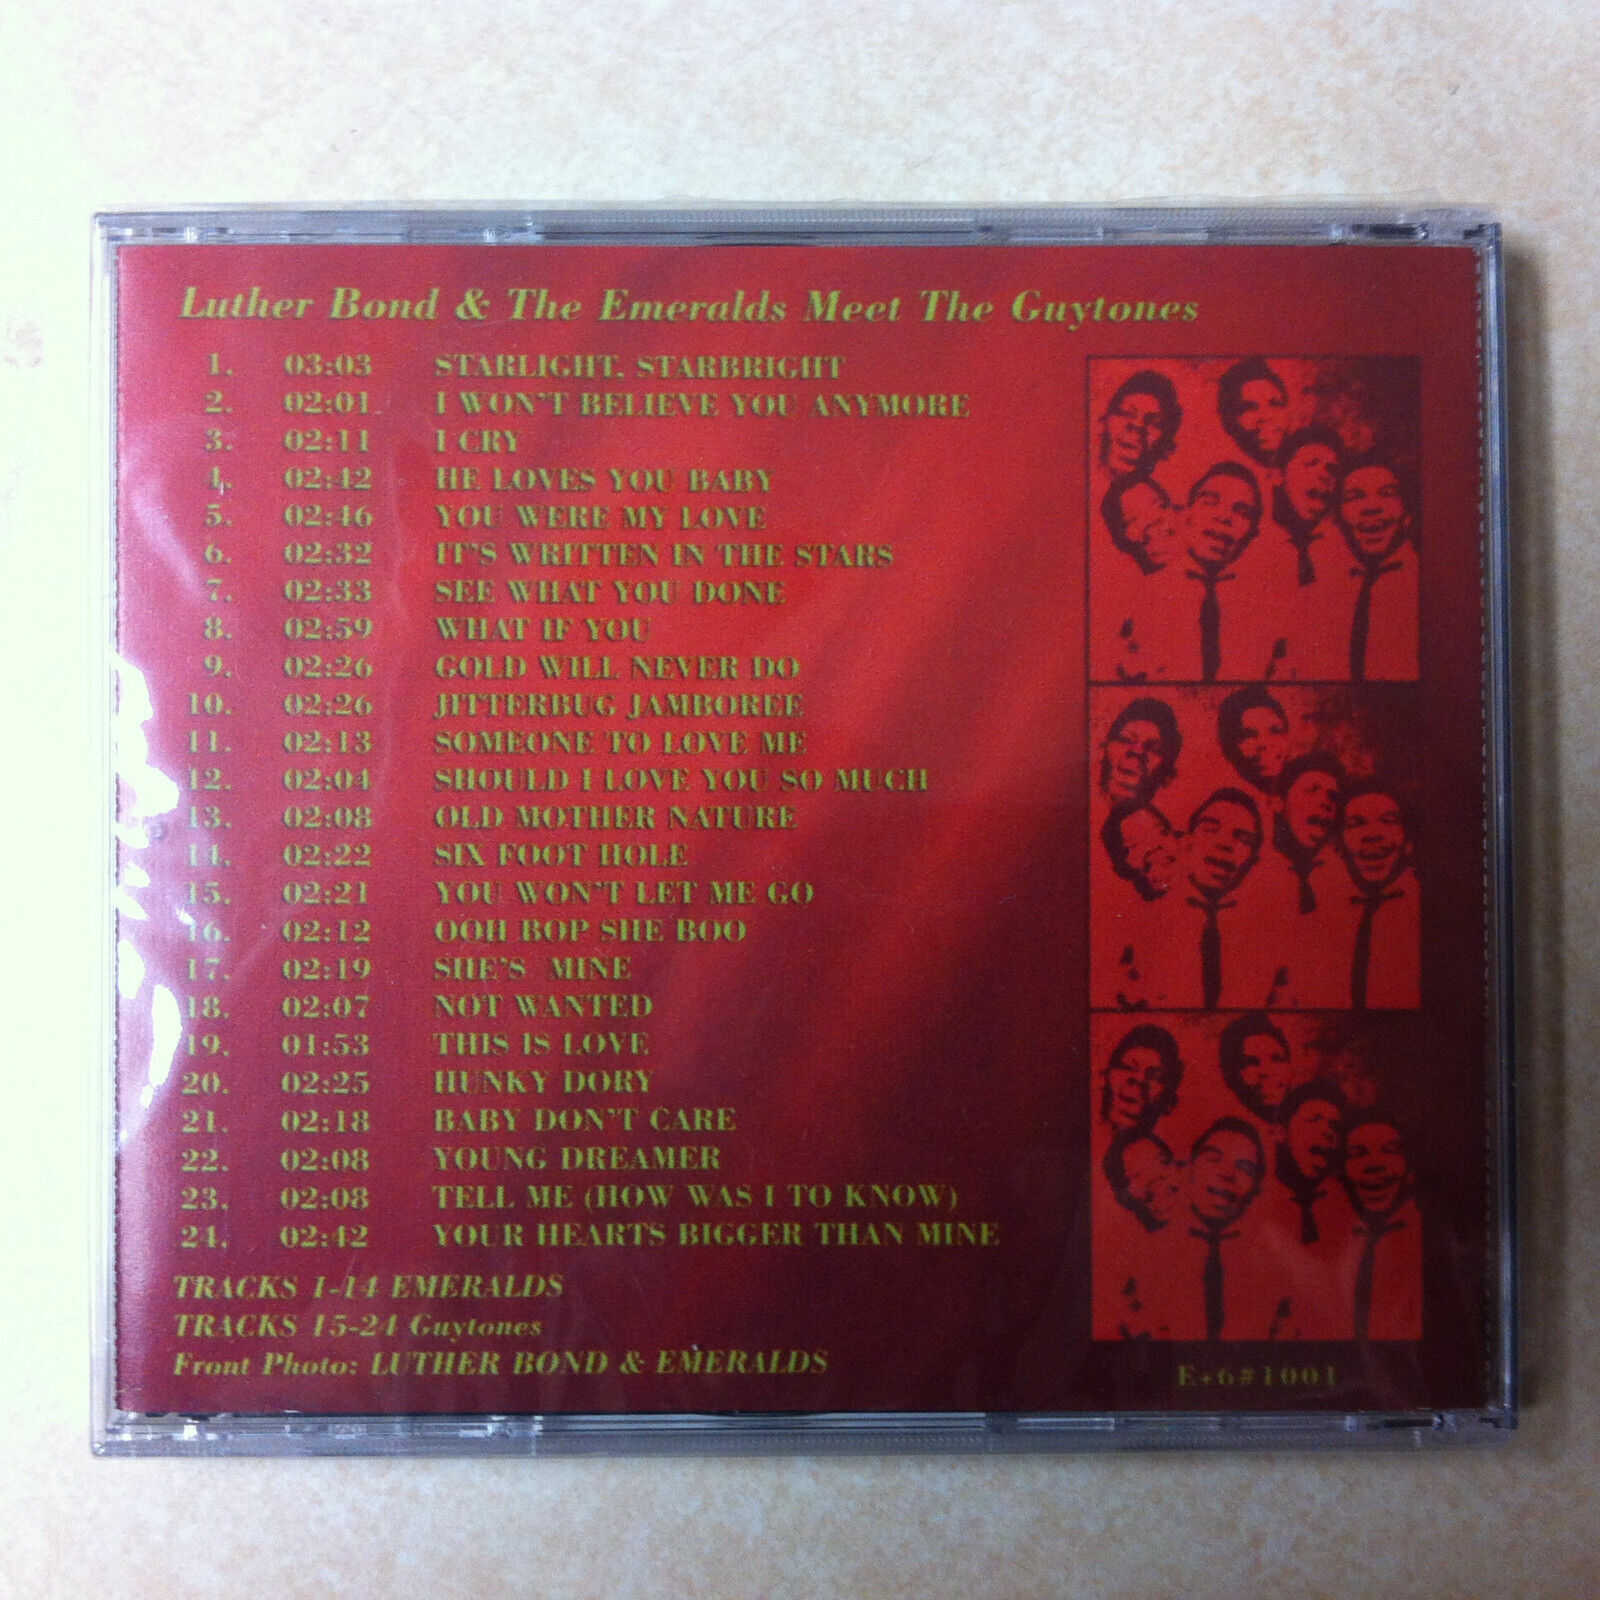 Luther Bond & The Emeralds Meet The Guytones
1. 03:03 STARLIGHT, STARBRIGHT
2. 02:01 I WON'T BELIEVE YOU ANYMORE
3. 02:11 I CRY
4. 02:42 HE LOVES YOU BABY
5. 02:46 YOU WERE MY LOVE
6. 02:32 IT'S WRITTEN IN THE STARS
7. 02:33 SEE WHAT YOU DONE
8. 02:59 WHAT IF YOU
9. 02:26 GOLD WILL NEVER DO
10. 02:26 JITTERBUG JAMBOREE
11. 02:13 SOMEONE TO LOVE ME
12. 02:04 SHOULD I LOVE YOU SO MUCH
13. 02:08 OLD MOTHER NATURE
14. 02:22 SIX FOOT HOLE
15. 02:21 YOU WON'T LET ME GO
16. 02:12 OOH BOP SHE BOO
17. 02:19 SHE'S MINE
18. 02:07 NOT WANTED
19. 01:53 THIS IS LOVE
20. 02:25 HUNKY DORY
21. 02:18 BABY DON'T CARE
22. 02:08 YOUNG DREAMER
23. 02:08 TELL ME (HOW WAS I TO KNOW)
24. 02:42 YOUR HEARTS BIGGER THAN MINE
TRACKS 1-14 EMERALDS
TRACKS 15-24 Guytones
Front Photo: LUTHER BOND & EMERALDS
E+6#1001